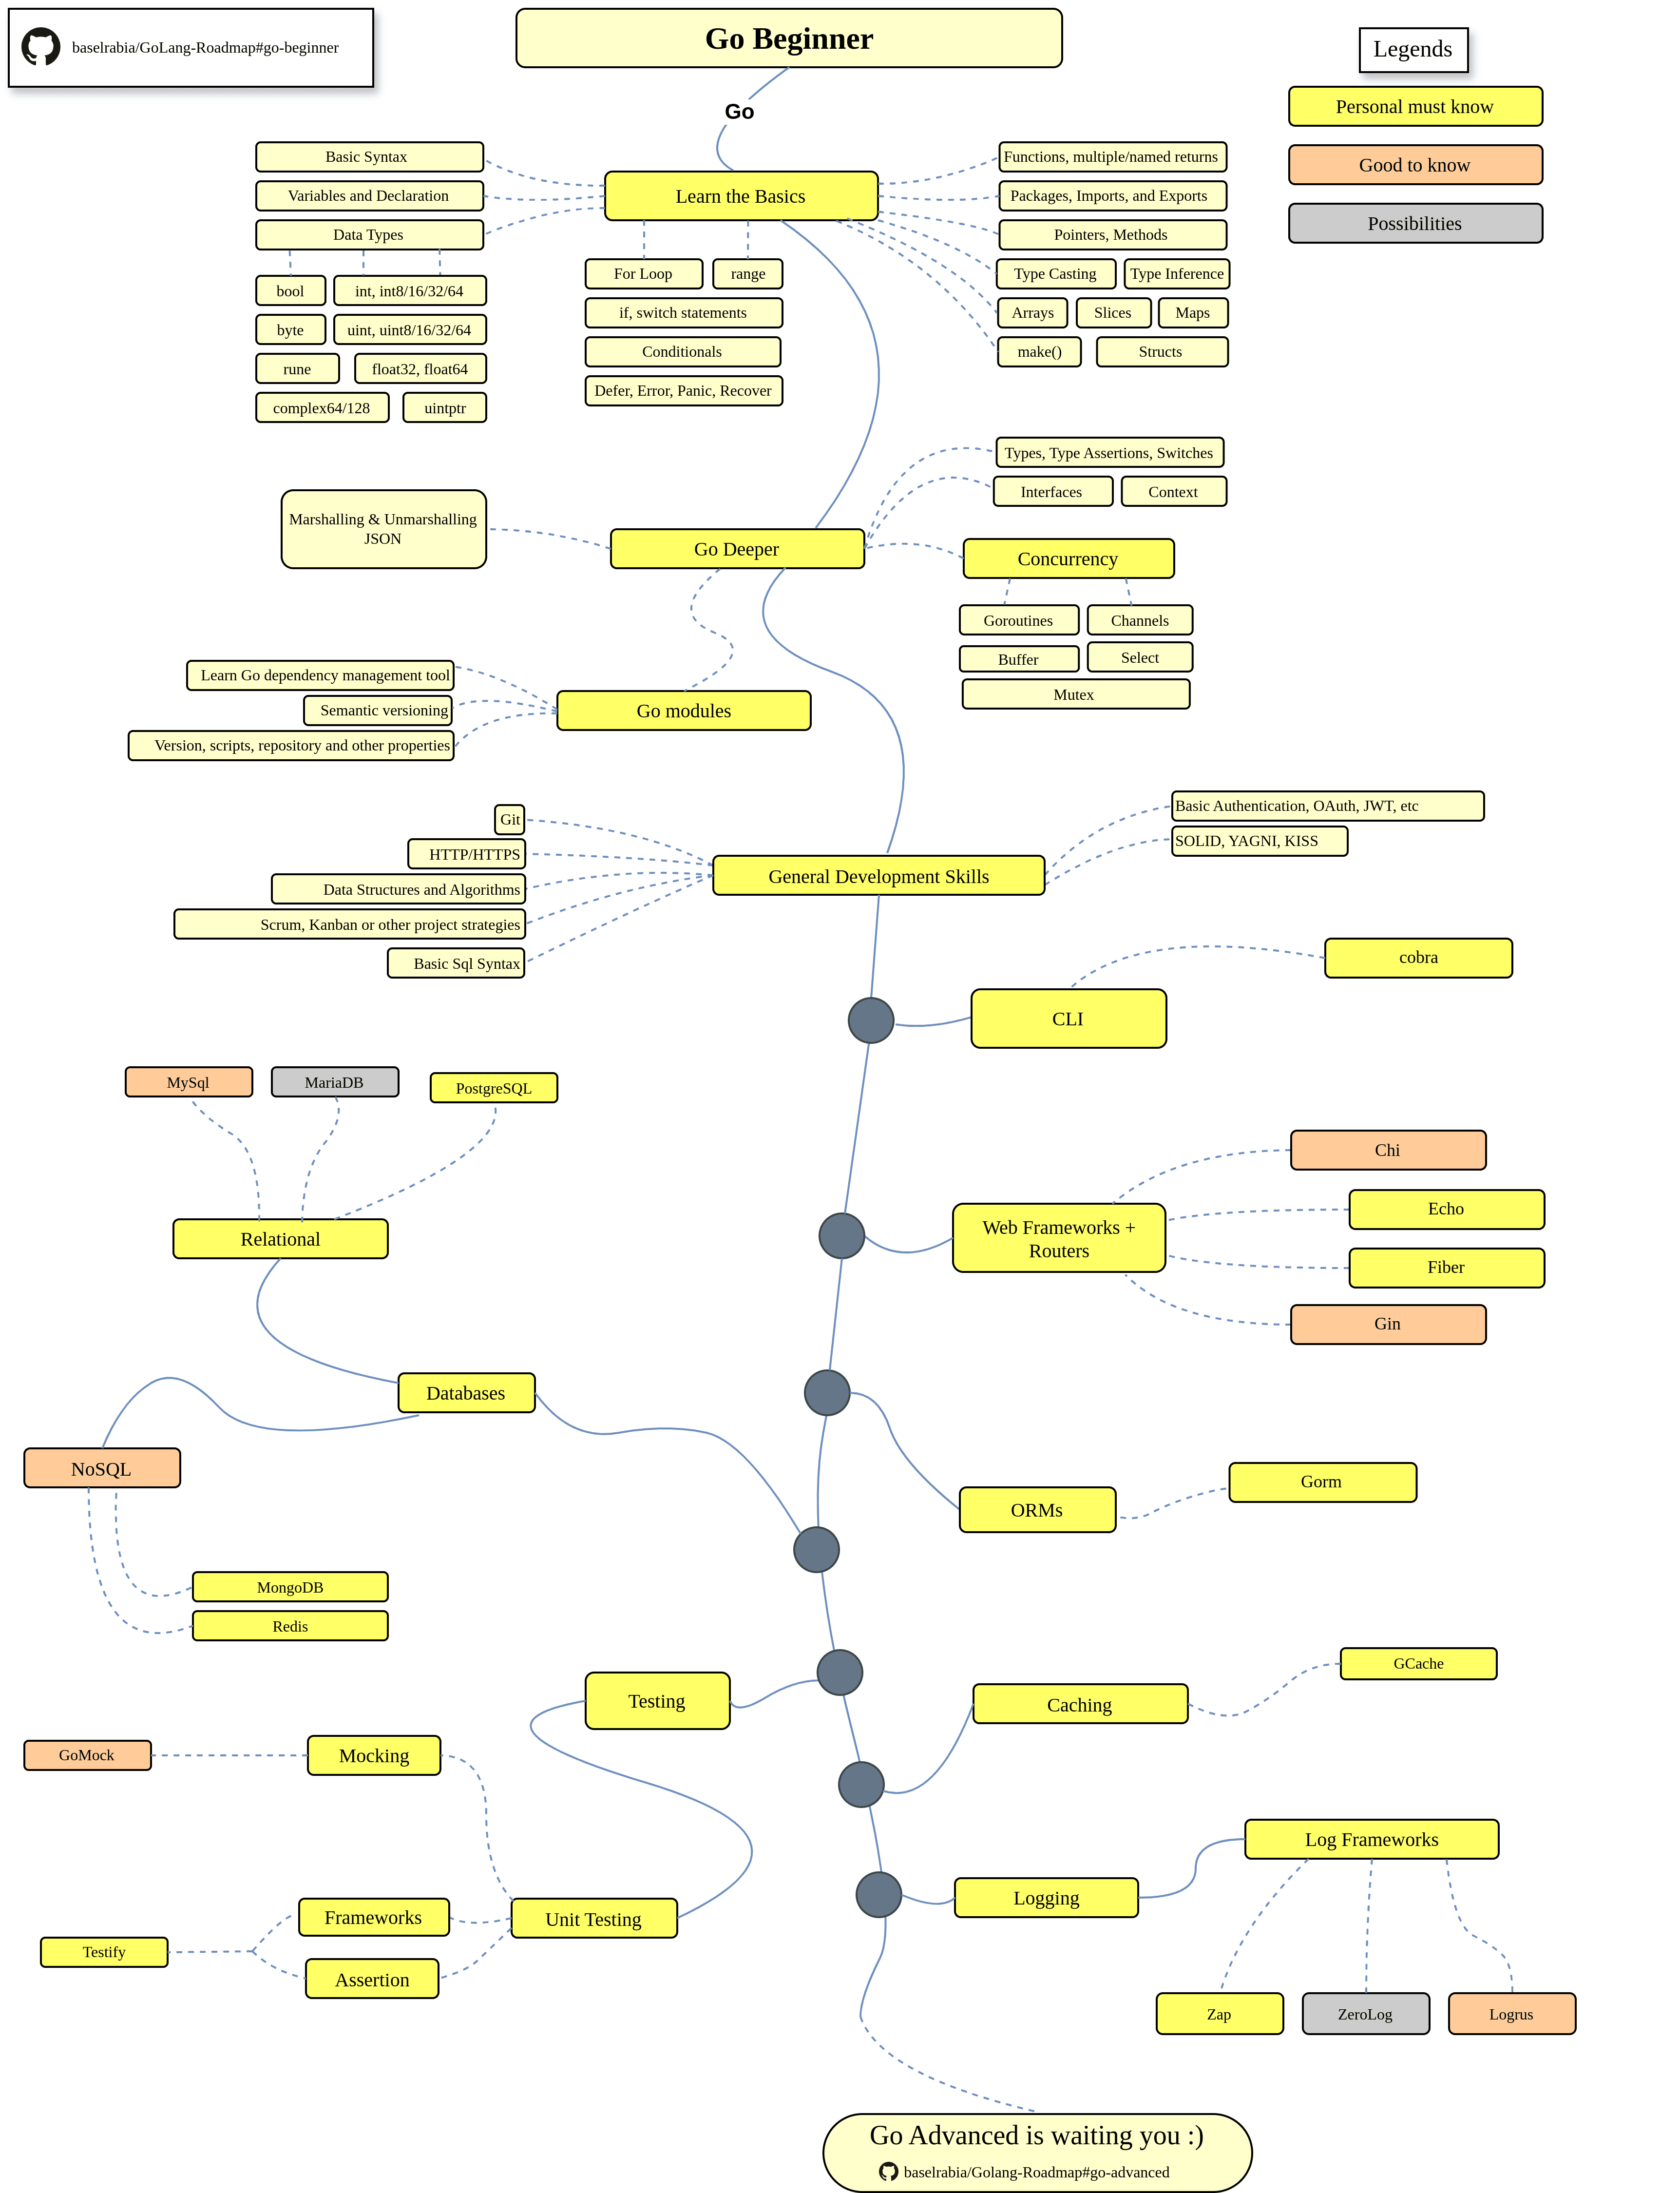 baselrabia/GoLang-Roadmap#go-beginner
Go Beginner
Legends
Personal must know
Good to know
Possibilities
Go
Learn the Basics
Basic Syntax
Variables and Declaration
Data Types
bool
int, int8/16/32/64
byte
uint, uint8/16/32/64
rune
float32, float64
complex64/128
uintptr
For Loop
range
if, switch statements
Conditionals
Defer, Error, Panic, Recover
Functions, multiple/named returns
Packages, Imports, and Exports
Pointers, Methods
Type Casting
Type Inference
Arrays
Slices
Maps
make()
Structs
Types, Type Assertions, Switches
Interfaces
Context
Marshalling & Unmarshalling
JSON
Go Deeper
Concurrency
Goroutines
Channels
Buffer
Select
Mutex
Learn Go dependency management tool
Semantic versioning
Version, scripts, repository and other properties
Go modules
Git
HTTP/HTTPS
Data Structures and Algorithms
Scrum, Kanban or other project strategies
Basic Sql Syntax
General Development Skills
Basic Authentication, OAuth, JWT, etc
SOLID, YAGNI, KISS
cobra
CLI
MySql
MariaDB
PostgreSQL
Relational
Chi
Echo
Web Frameworks +
Routers
Fiber
Gin
Databases
NoSQL
MongoDB
Redis
Gorm
ORMs
Testing
GCache
Caching
GoMock
Mocking
Log Frameworks
Logging
Frameworks
Unit Testing
Testify
Assertion
Zap
ZeroLog
Logrus
Go Advanced is waiting you :)
baselrabia/Golang-Roadmap#go-advanced